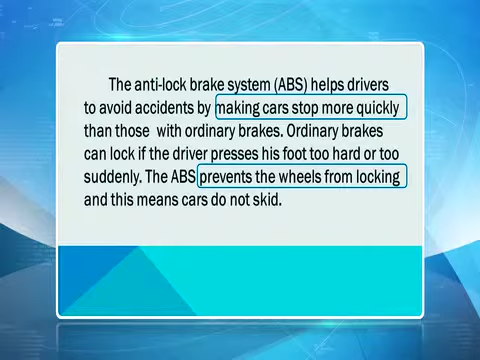 The anti-lock brake system (ABS) helps drivers
to avoid accidents by making cars stop more quickly
than those with ordinary brakes. Ordinary brakes
can lock if the driver presses his foot too hard or too
suddenly. The ABS prevents the wheels from locking
and this means cars do not skid.